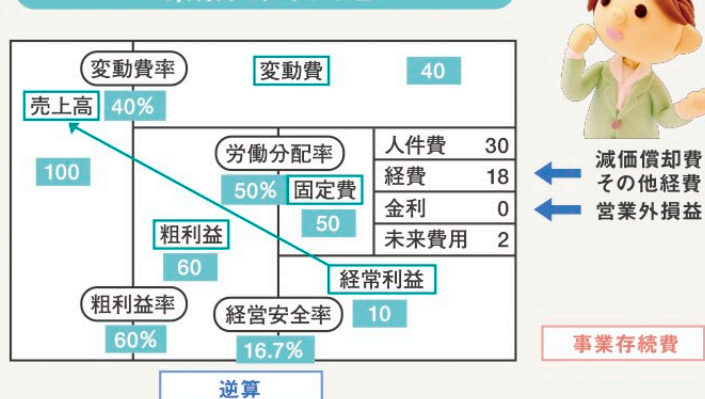 変動費率
変動費
40
売上高
40%
100
労働分配率
50%
固定費
50
人件費 30
経費 18
金利 0
未来費用 2
減価償却費
その他経費
営業外損益
粗利益
60
経常利益
10
粗利益率
60%
経営安全率
16.7%
事業存続費
逆算